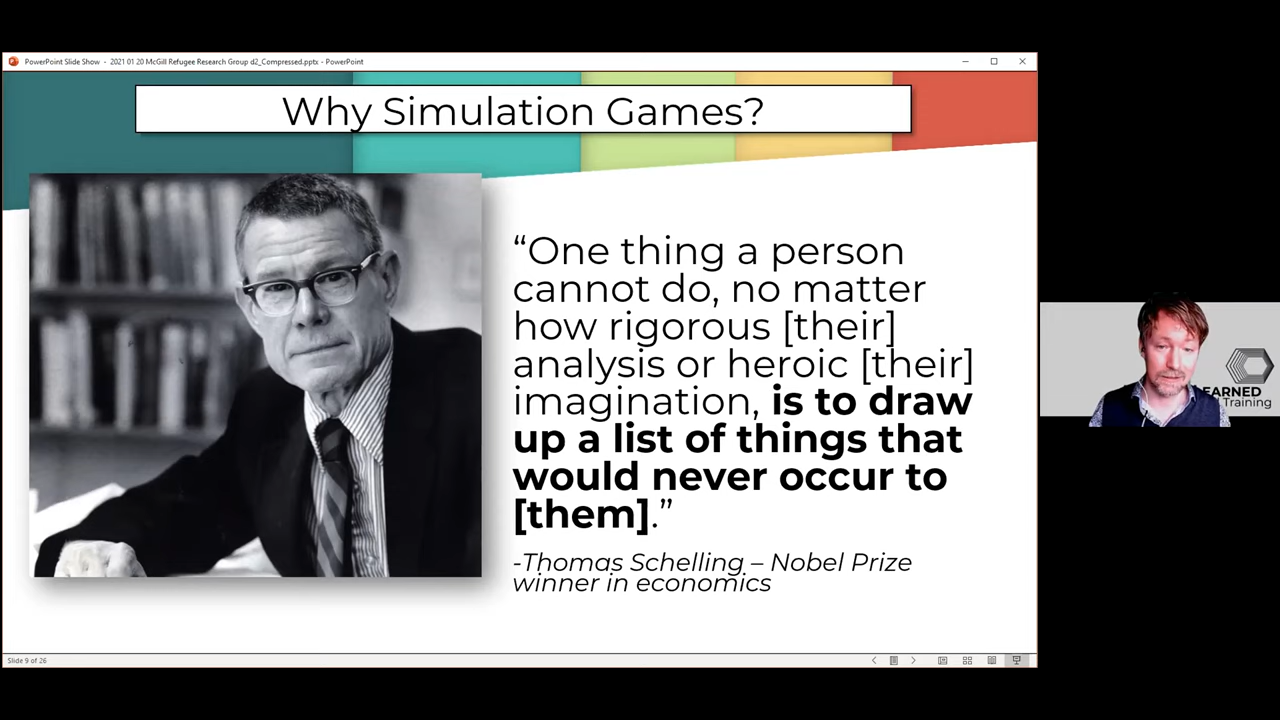 PowerPoint Slide Show - 2021 01 20 McGill Refugee Research Group d2_Compressed.pptx - PowerPoint
Why Simulation Games?
“One thing a person
cannot do, no matter
how rigorous [their]
analysis or heroic [their]
imagination, is to draw
up a list of things that
would never occur to
[them].”
-Thomas Schelling – Nobel Prize
winner in economics
EARNED
Training
Slide 9 of 26